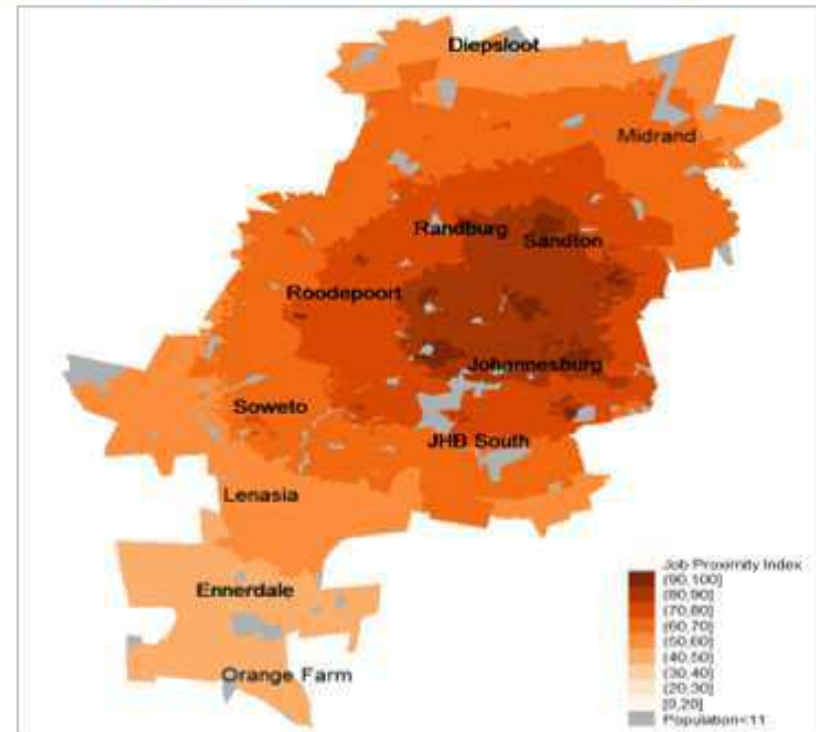 Diepsloot
Midrand
Randburg
Sandton
Roodepoort
Johannesburg
Soweto
JHB South
Lenasia
Ennerdale
Orange Farm
Job Proximity Index
(90,100]
(80,90]
(70,80]
(60,70]
(50,60]
(40,50]
(30,40]
(20,30]
[0,20]
Population<11